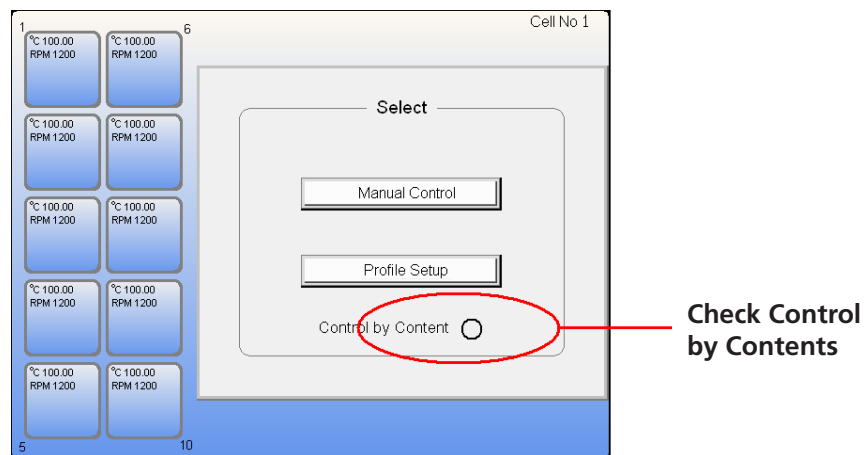 1
6
Cell No 1
°C 100.00
RPM 1200
°C 100.00
RPM 1200
°C 100.00
RPM 1200
°C 100.00
RPM 1200
°C 100.00
RPM 1200
°C 100.00
RPM 1200
°C 100.00
RPM 1200
°C 100.00
RPM 1200
°C 100.00
RPM 1200
°C 100.00
RPM 1200
5
10
Select
Manual Control
Profile Setup
Control by Content
Check Control
by Contents